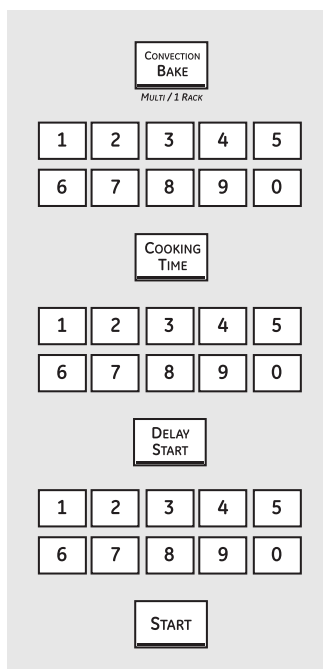 Convection
Bake
Multi / 1 Rack
1 2 3 4 5
6 7 8 9 0
Cooking
Time
1 2 3 4 5
6 7 8 9 0
Delay
Start
1 2 3 4 5
6 7 8 9 0
Start